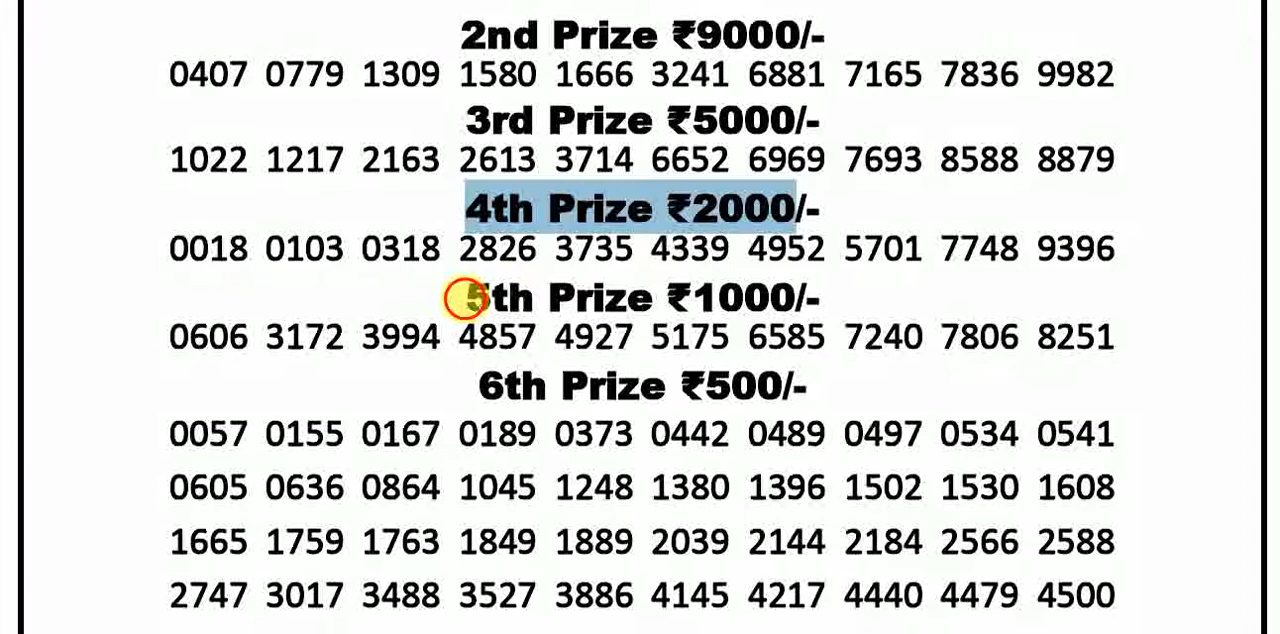 2nd Prize ₹9000/-
0407 0779 1309 1580 1666 3241 6881 7165 7836 9982
3rd Prize ₹5000/-
1022 1217 2163 2613 3714 6652 6969 7693 8588 8879
4th Prize ₹2000/-
0018 0103 0318 2826 3735 4339 4952 5701 7748 9396
5th Prize ₹1000/-
0606 3172 3994 4857 4927 5175 6585 7240 7806 8251
6th Prize ₹500/-
0057 0155 0167 0189 0373 0442 0489 0497 0534 0541
0605 0636 0864 1045 1248 1380 1396 1502 1530 1608
1665 1759 1763 1849 1889 2039 2144 2184 2566 2588
2747 3017 3488 3527 3886 4145 4217 4440 4479 4500